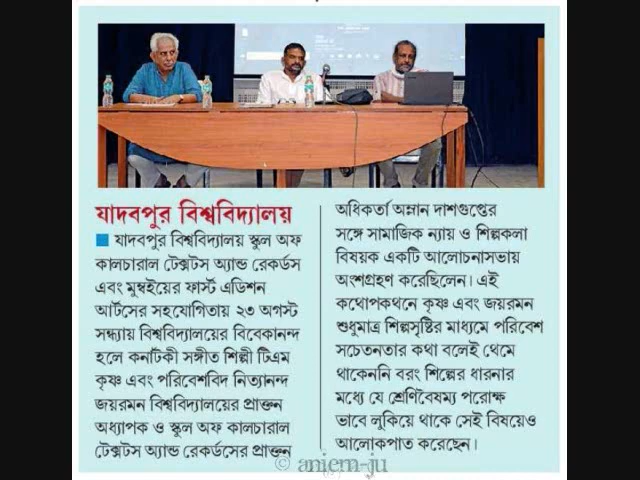 যাদবপুর বিশ্ববিদ্যালয়
যাদবপুর বিশ্ববিদ্যালয় স্কুল অফ
কালচারাল টেক্সটস অ্যান্ড রেকর্ডস
এবং মুম্বইয়ের ফার্স্ট এডিশন
আর্টসের সহযোগিতায় ২৩ অগস্ট
সন্ধ্যায় বিশ্ববিদ্যালয়ের বিবেকানন্দ
হলে কর্নাটকী সঙ্গীত শিল্পী টিএম
কৃষ্ণ এবং পরিবেশবিদ নিত্যানন্দ
জয়রমন বিশ্ববিদ্যালয়ের প্রাক্তন
অধ্যাপক ও স্কুল অফ কালচারাল
টেক্সটস অ্যান্ড রেকর্ডসের প্রাক্তন
অধিকর্তা অম্লান দাশগুপ্তের
সঙ্গে সামাজিক ন্যায় ও শিল্পকলা
বিষয়ক একটি আলোচনাসভায়
অংশগ্রহণ করেছিলেন। এই
কথোপকথনে কৃষ্ণ এবং জয়রমন
শুধুমাত্র শিল্পসৃষ্টির মাধ্যমে পরিবেশ
সচেতনতার কথা বলেই থেমে
থাকেননি বরং শিল্পের ধারনার
মধ্যে যে শ্রেণিবৈষম্য পরোক্ষ
ভাবে লুকিয়ে থাকে সেই বিষয়েও
আলোকপাত করেছেন।
© aniem-ju